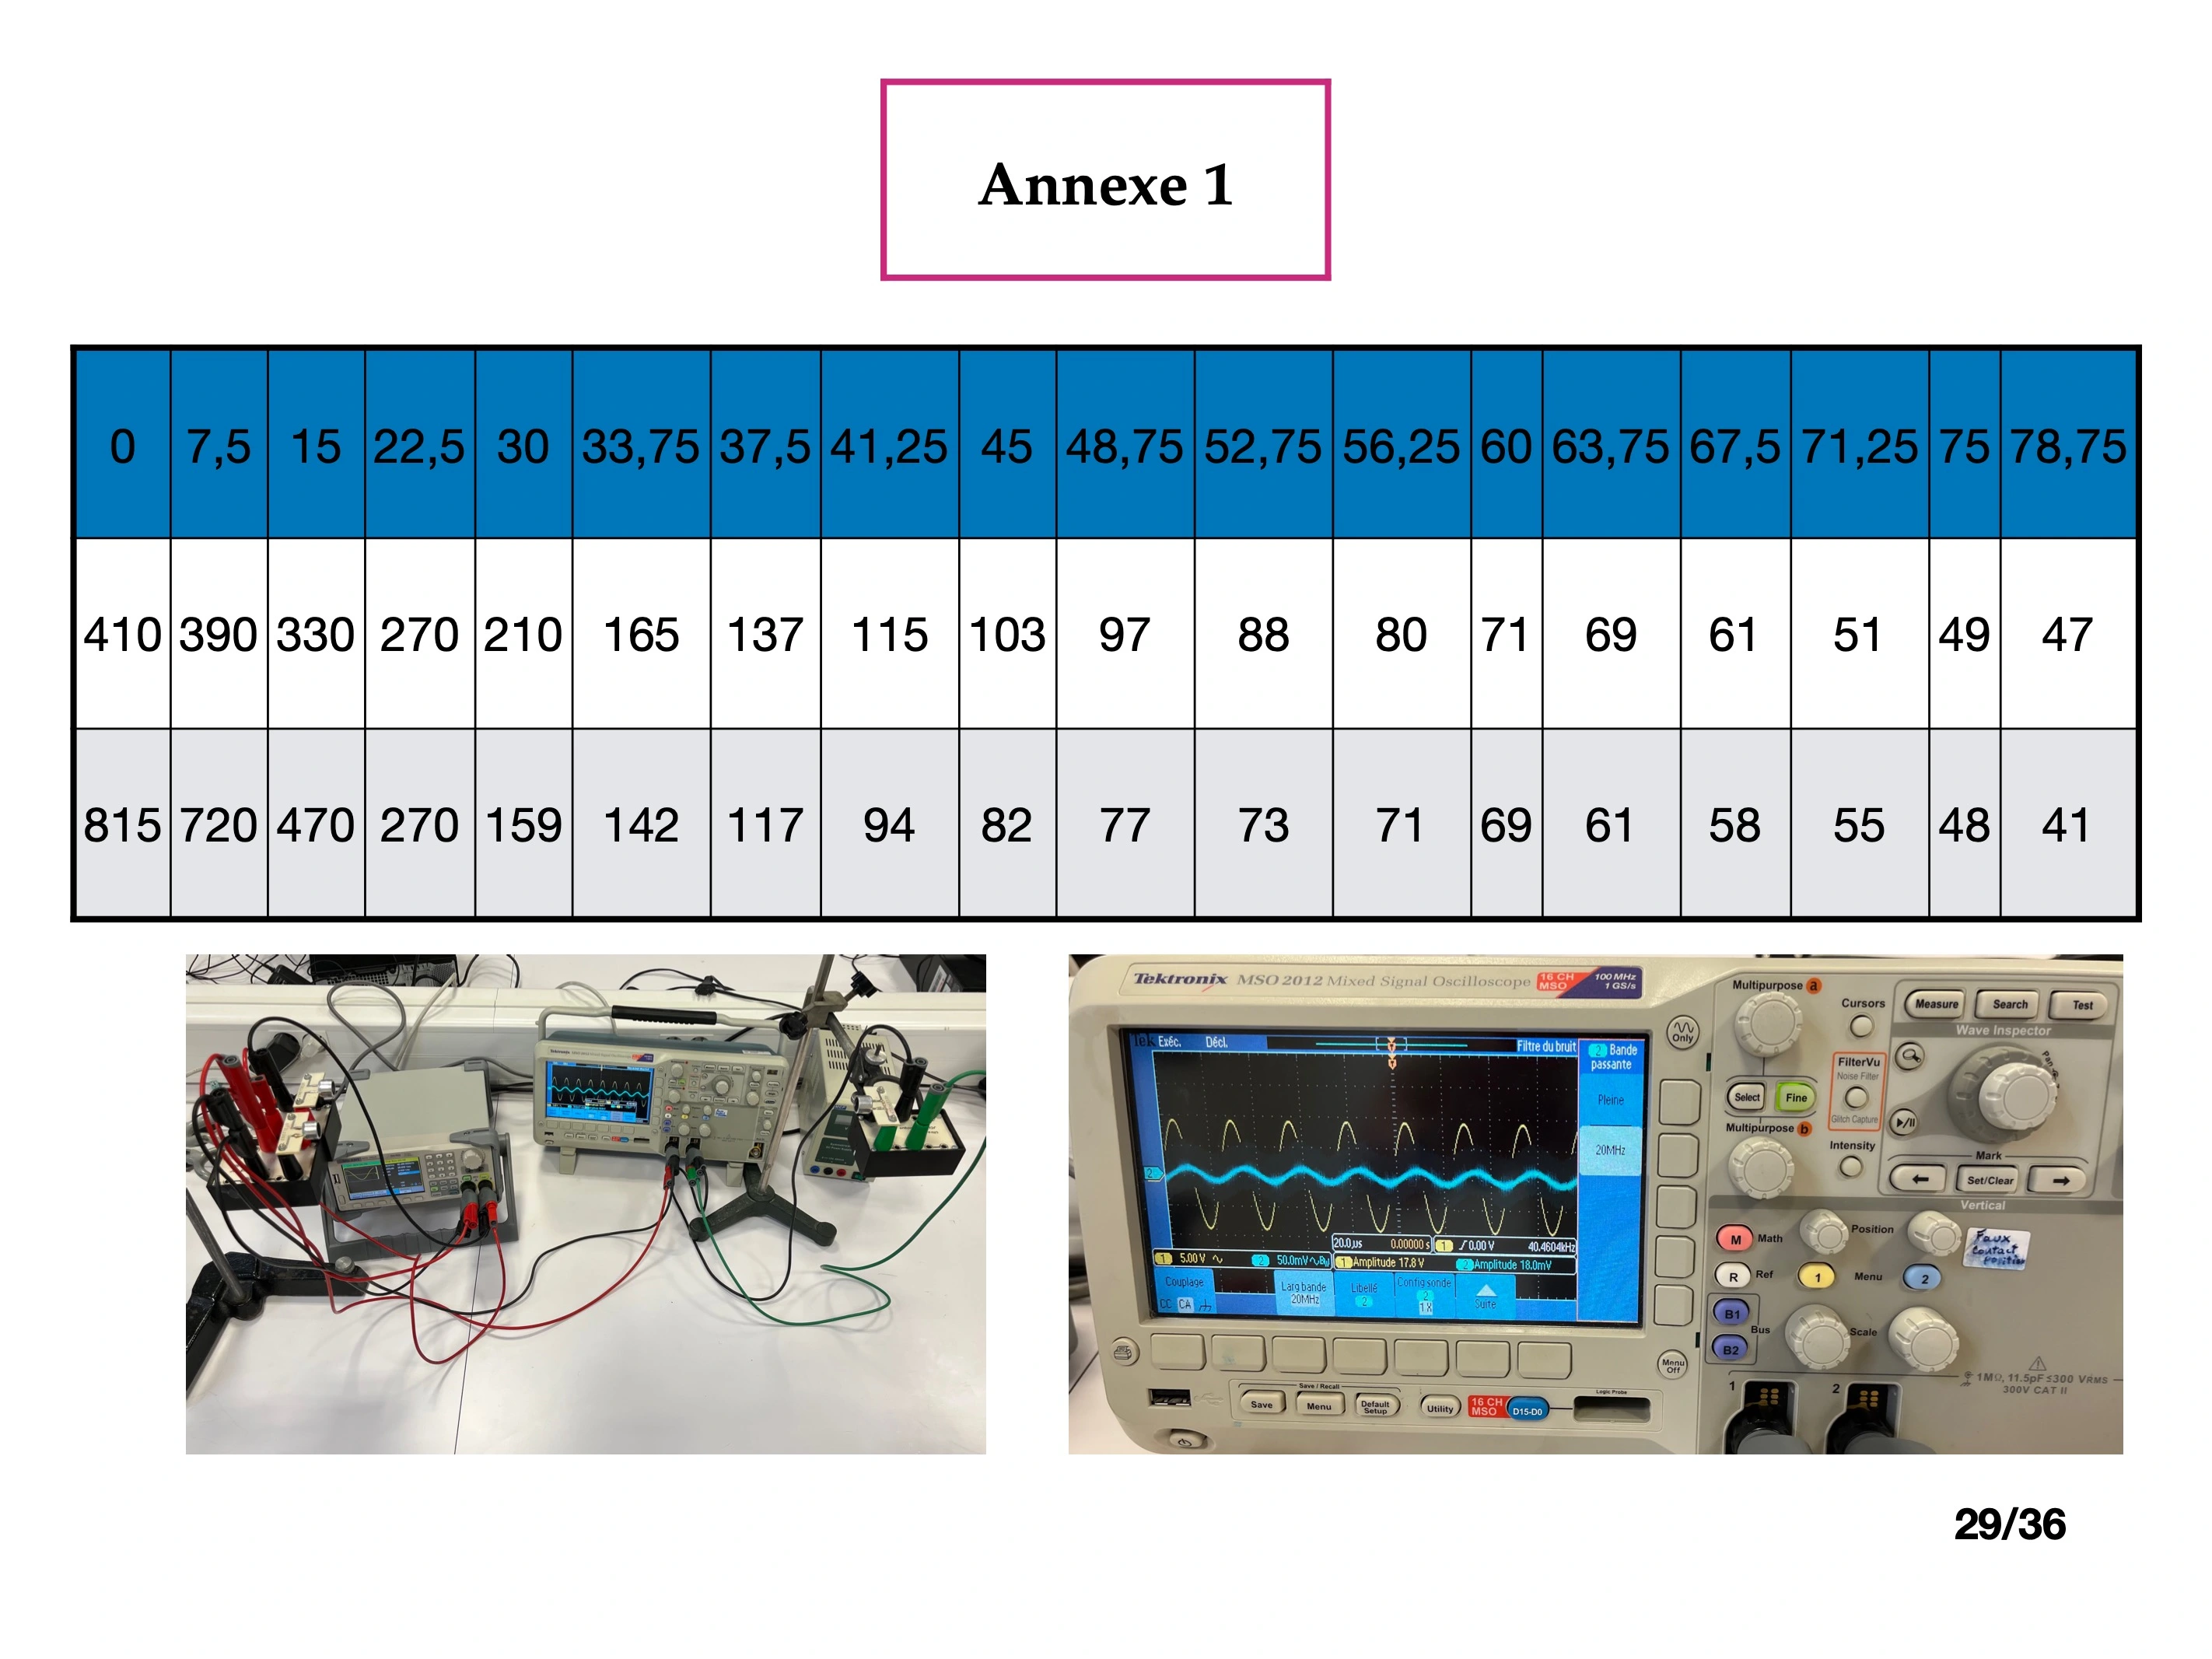 Annexe 1
0 7,5 15 22,5 30 33,75 37,5 41,25 45 48,75 52,75 56,25 60 63,75 67,5 71,25 75 78,75
410 390 330 270 210 165 137 115 103 97 88 80 71 69 61 51 49 47
815 720 470 270 159 142 117 94 82 77 73 71 69 61 58 55 48 41
Tektronix MSO 2012 Mixed Signal Oscilloscope 16 CH MSO 100 MHz 1 GS/s
Tek Exéc. Décl. Filtre du bruit
2 Bande passante
Pleine
20MHz
2
20.0µs 0.00000 s 1 0.00 V 40.4604kHz
1 5.00 V 2 50.0mV 1 Amplitude 17.8 V 2 Amplitude 18.0mV
Couplage
CC CA
Larg bande
20MHz
Libellé
2
Config sonde
2
1X
Suite
Only
Multipurpose a
Cursors
Measure Search Test
Wave Inspector
Pan
FilterVu
Noise Filter
Glitch Capture
Select Fine
Multipurpose b
Intensity
Mark
← Set/Clear →
Vertical
M Math
Position
Faux
contact
position
R Ref
1 Menu 2
B1
Bus
B2
Scale
Menu
Off
1MΩ, 11.5pF ≤300 VRMS
300V CAT II
1 2
Save / Recall
Save Menu Default Setup Utility 16 CH MSO D15-D0
Logic Probe
29/36